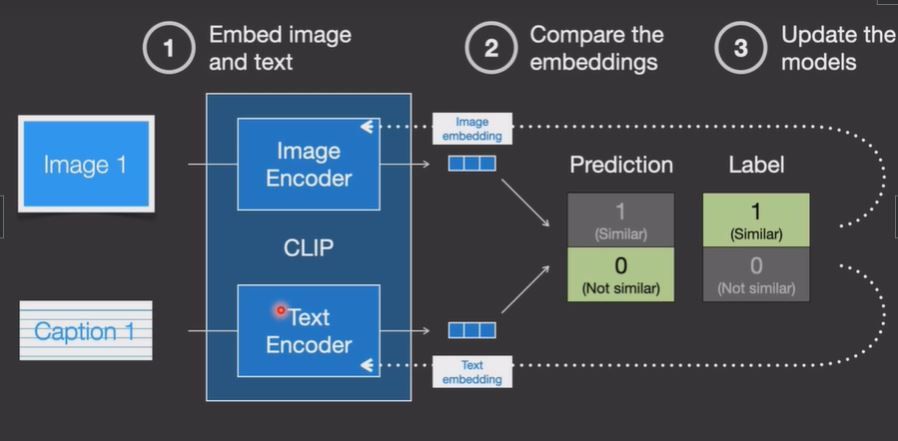 1 Embed image
and text
2 Compare the
embeddings
3 Update the
models
Image 1
Image
Encoder
CLIP
Caption 1
Text
Encoder
Image
embedding
Text
embedding
Prediction
1
(Similar)
0
(Not similar)
Label
1
(Similar)
0
(Not similar)